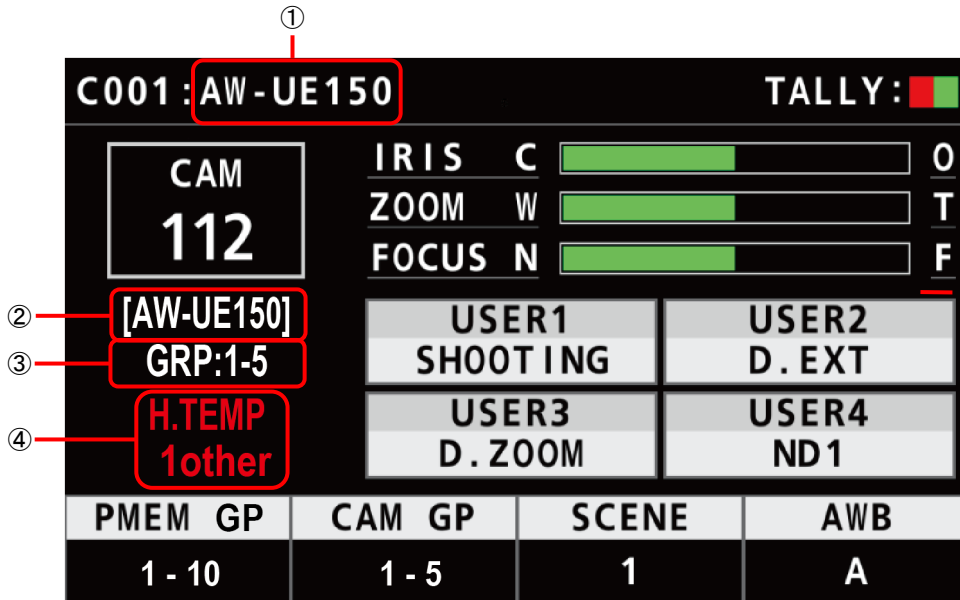 ①
C001:AW-UE150 TALLY:
CAM
112
IRIS C O
ZOOM W T
FOCUS N F
② [AW-UE150]
③ GRP:1-5
④ H.TEMP
1other
USER1 USER2
SHOOTING D.EXT
USER3 USER4
D.ZOOM ND1
PMEM GP CAM GP SCENE AWB
1-10 1-5 1 A